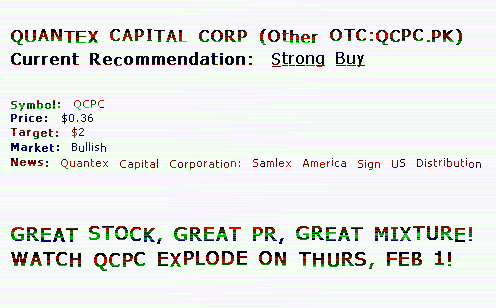 QUANTEX CAPITAL CORP (Other OTC:QCPC.PK)
Current Recommendation: Strong Buy
Symbol: QCPC
Price: $0.36
Target: $2
Market: Bullish
News: Quantex Capital Corporation: Samlex America Sign US Distribution
GREAT STOCK, GREAT PR, GREAT MIXTURE!
WATCH QCPC EXPLODE ON THURS, FEB 1!